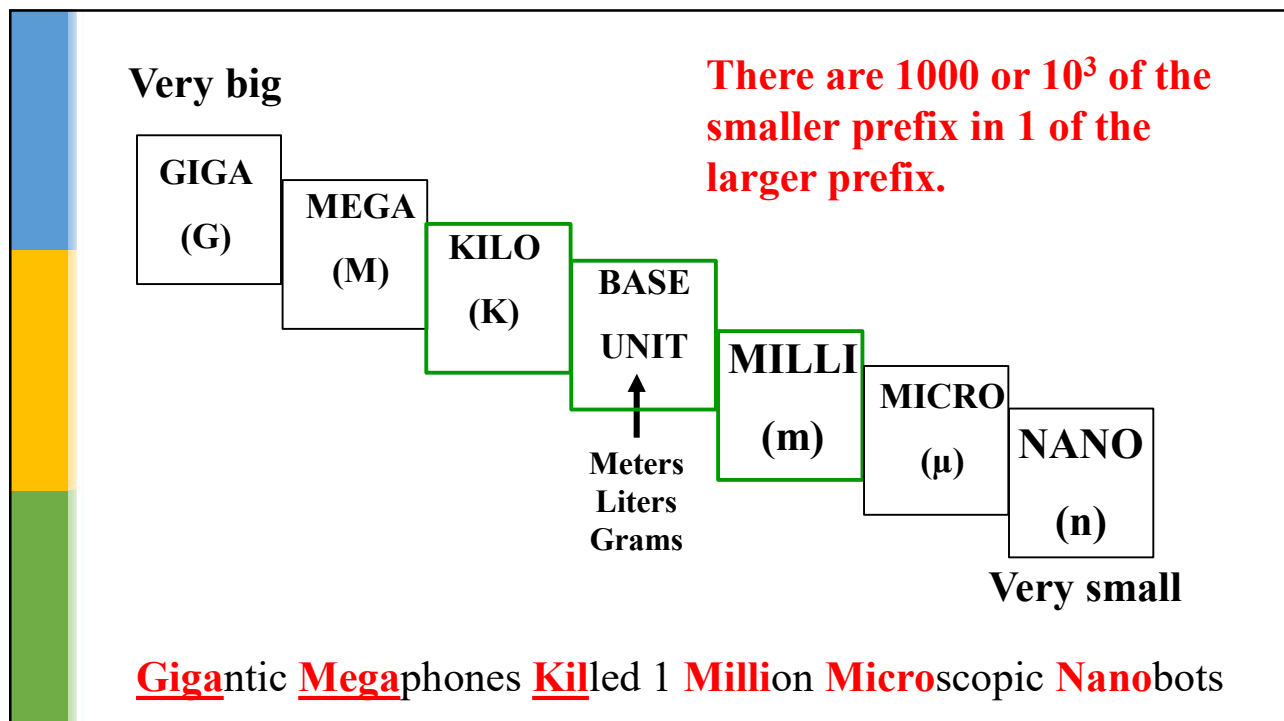 Very big
There are 1000 or 10³ of the
smaller prefix in 1 of the
larger prefix.
GIGA
(G)
MEGA
(M)
KILO
(K)
BASE
UNIT
MILLI
(m)
MICRO
(μ)
NANO
(n)
Meters
Liters
Grams
Very small
Gigantic Megaphones Killed 1 Million Microscopic Nanobots